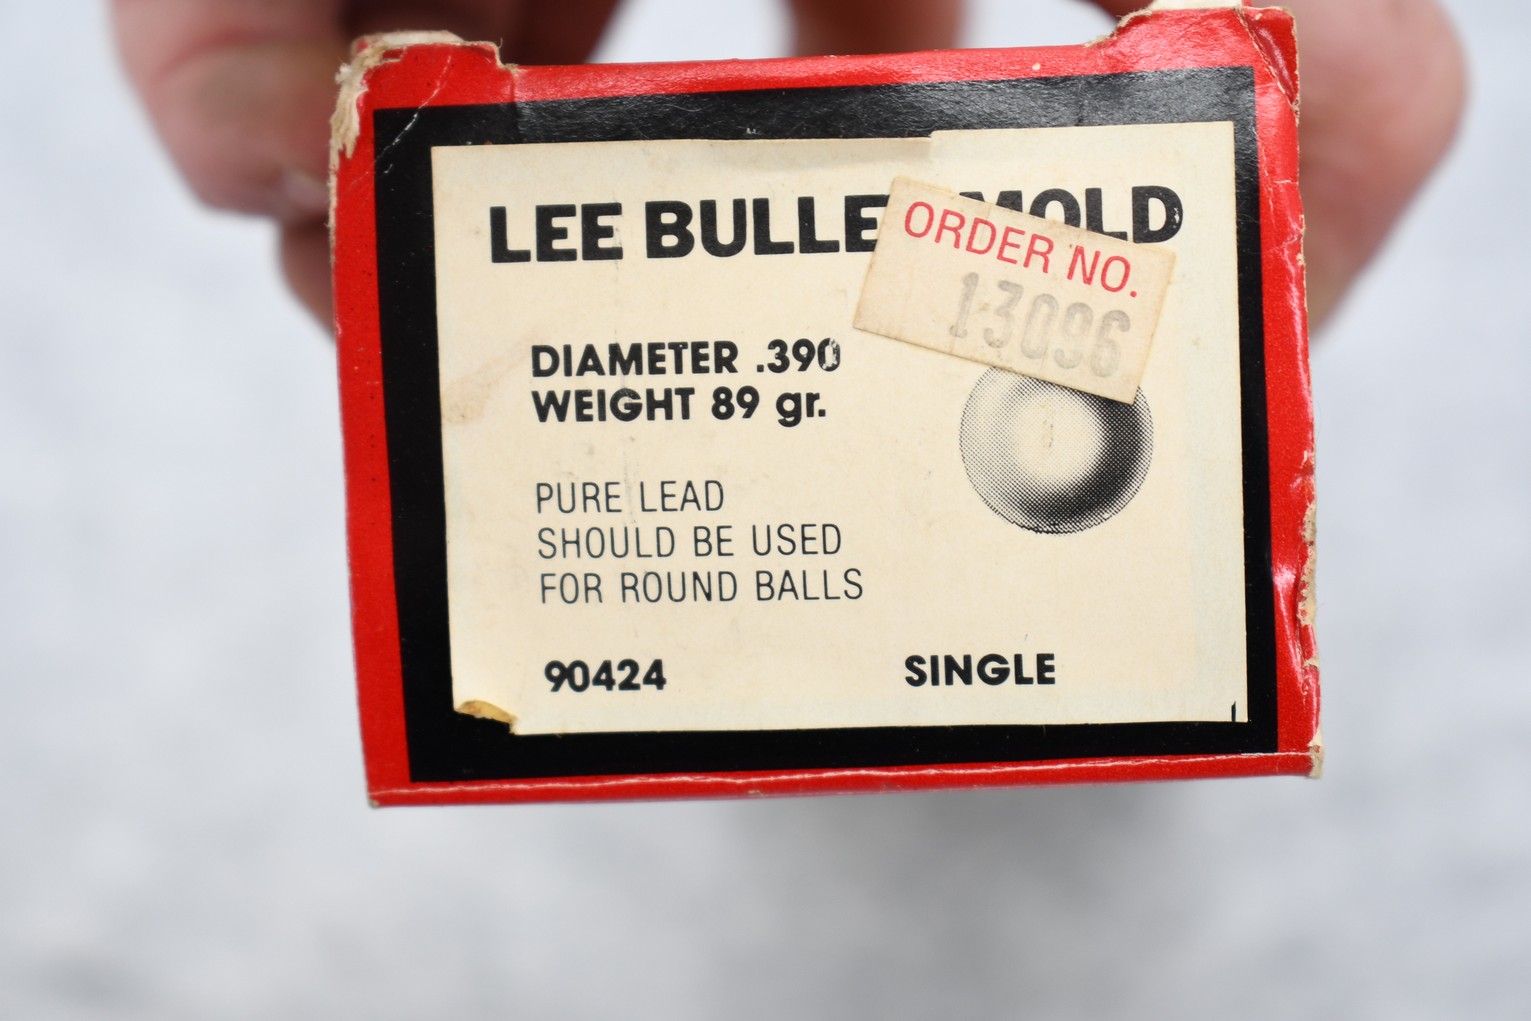 LEE BULLE MOLD
ORDER NO.
13096
DIAMETER .390
WEIGHT 89 gr.
PURE LEAD
SHOULD BE USED
FOR ROUND BALLS
90424 SINGLE